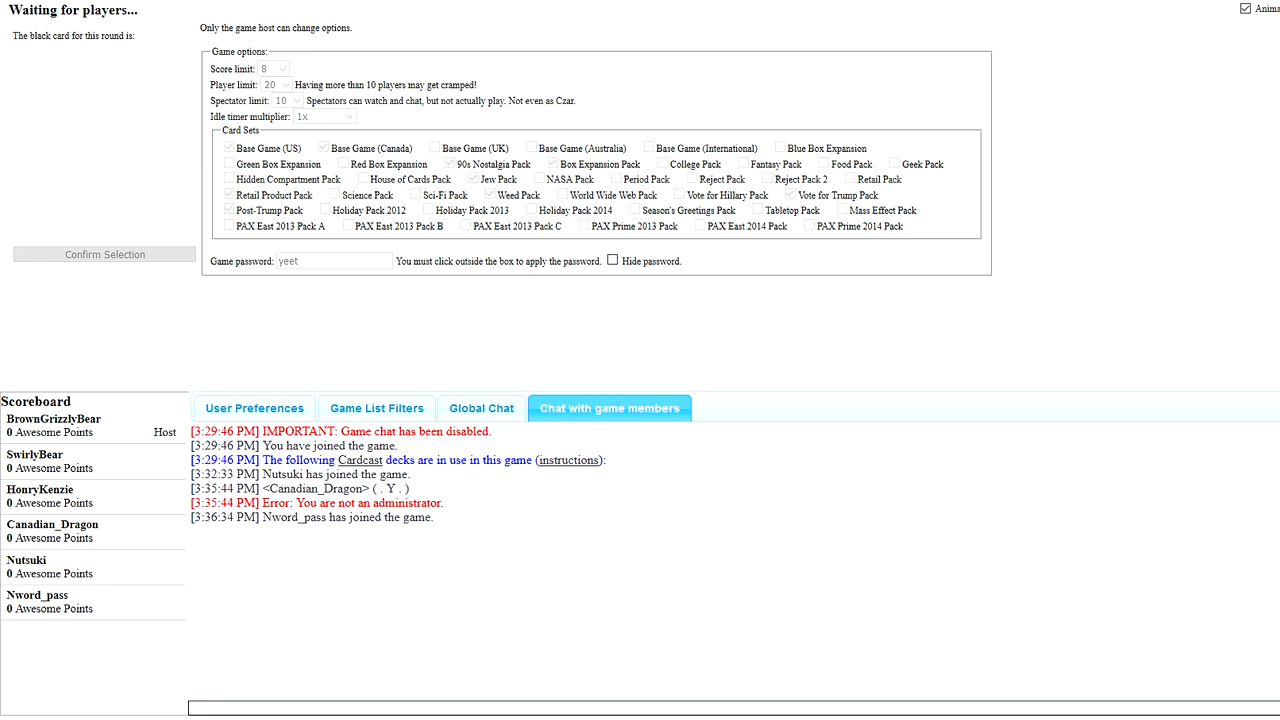 Waiting for players...
Anima
The black card for this round is:
Only the game host can change options.
Game options:
Score limit: 8
Player limit: 20 Having more than 10 players may get cramped!
Spectator limit: 10 Spectators can watch and chat, but not actually play. Not even as Czar.
Idle timer multiplier: 1x
Card Sets
Base Game (US) Base Game (Canada) Base Game (UK) Base Game (Australia) Base Game (International) Blue Box Expansion
Green Box Expansion Red Box Expansion 90s Nostalgia Pack Box Expansion Pack College Pack Fantasy Pack Food Pack Geek Pack
Hidden Compartment Pack House of Cards Pack Jew Pack NASA Pack Period Pack Reject Pack Reject Pack 2 Retail Pack
Retail Product Pack Science Pack Sci-Fi Pack Weed Pack World Wide Web Pack Vote for Hillary Pack Vote for Trump Pack
Post-Trump Pack Holiday Pack 2012 Holiday Pack 2013 Holiday Pack 2014 Season's Greetings Pack Tabletop Pack Mass Effect Pack
PAX East 2013 Pack A PAX East 2013 Pack B PAX East 2013 Pack C PAX Prime 2013 Pack PAX East 2014 Pack PAX Prime 2014 Pack
Confirm Selection
Game password: yeet You must click outside the box to apply the password. Hide password.
Scoreboard
BrownGrizzlyBear
0 Awesome Points Host
SwirlyBear
0 Awesome Points
HonryKenzie
0 Awesome Points
Canadian_Dragon
0 Awesome Points
Nutsuki
0 Awesome Points
Nword_pass
0 Awesome Points
User Preferences Game List Filters Global Chat Chat with game members
[3:29:46 PM] IMPORTANT: Game chat has been disabled.
[3:29:46 PM] You have joined the game.
[3:29:46 PM] The following Cardcast decks are in use in this game (instructions):
[3:32:33 PM] Nutsuki has joined the game.
[3:35:44 PM] <Canadian_Dragon> ( . Y . )
[3:35:44 PM] Error: You are not an administrator.
[3:36:34 PM] Nword_pass has joined the game.